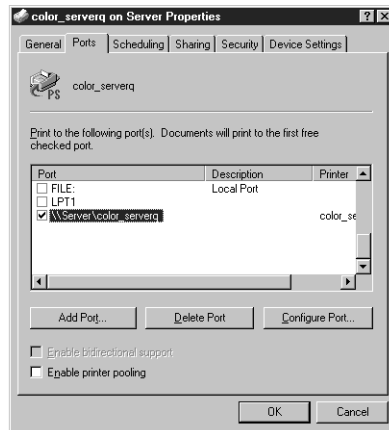 color_serverq on Server Properties
General Ports Scheduling Sharing Security Device Settings
PS
color_serverq
Print to the following port(s). Documents will print to the first free
checked port.
Port Description Printer
FILE: Local Port
LPT1
\\Server\color_serverq color_se
Add Port... Delete Port Configure Port...
Enable bidirectional support
Enable printer pooling
OK Cancel